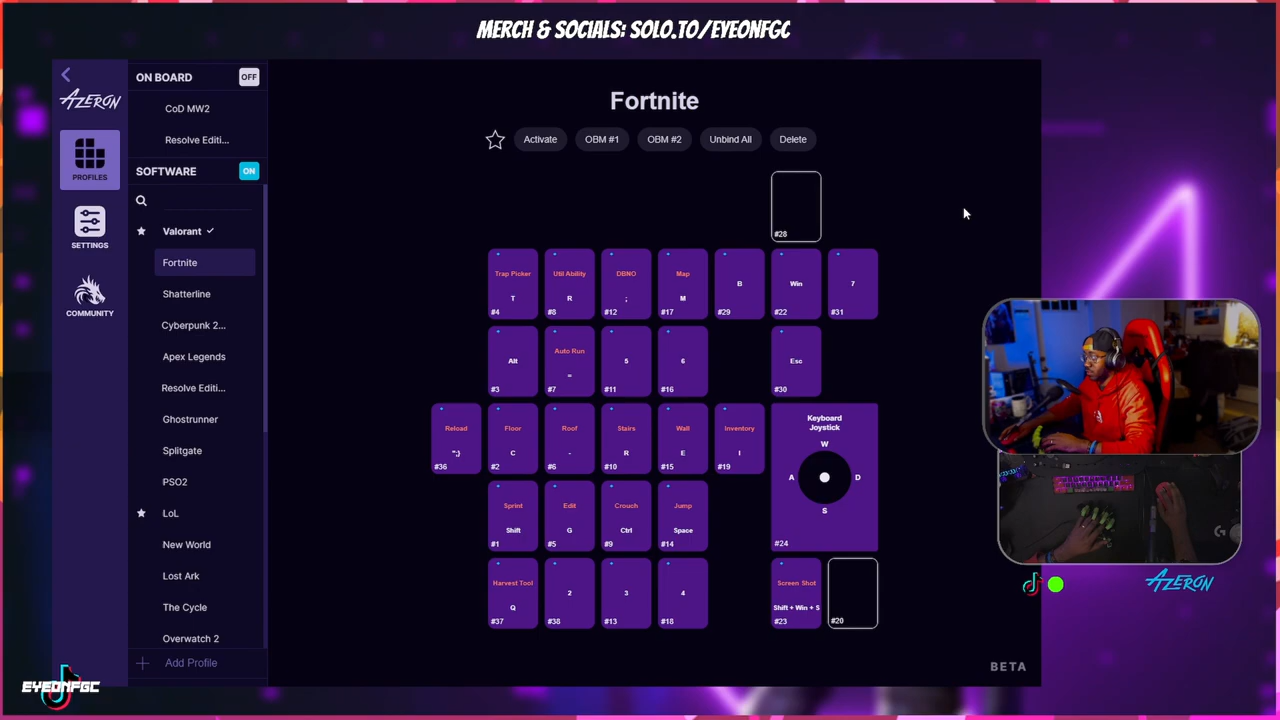 MERCH & SOCIALS: SOLO.TO/EYEONFGC
AZERON
PROFILES
SETTINGS
COMMUNITY
ON BOARD OFF
CoD MW2
Resolve Editi...
SOFTWARE ON
Valorant
Fortnite
Shatterline
Cyberpunk 2...
Apex Legends
Resolve Editi...
Ghostrunner
Splitgate
PSO2
LoL
New World
Lost Ark
The Cycle
Overwatch 2
+ Add Profile
Fortnite
Activate OBM #1 OBM #2 Unbind All Delete
#28
Trap Picker Util Ability DBNO Map
T R ; M B Win 7
#4 #8 #12 #17 #29 #22 #31
Auto Run
Alt = 5 6 Esc
#3 #7 #11 #16 #30
Reload Floor Roof Stairs Wall Inventory
";) C - R E I
#36 #2 #6 #10 #15 #19
Keyboard
Joystick
W
A D
S
#24
Sprint Edit Crouch Jump
Shift G Ctrl Space
#1 #5 #9 #14
Harvest Tool Screen Shot
Q 2 3 4 Shift + Win + S
#37 #38 #13 #18 #23 #20
BETA
AZERON
EYEONFGC